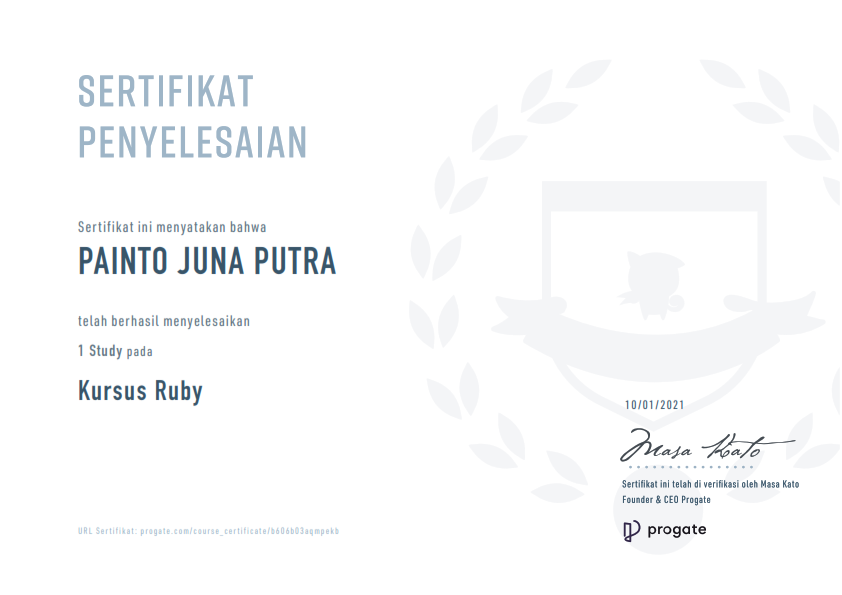 SERTIFIKAT
PENYELESAIAN
Sertifikat ini menyatakan bahwa
PAINTO JUNA PUTRA
telah berhasil menyelesaikan
1 Study pada
Kursus Ruby
10/01/2021
Masa Kato
Sertifikat ini telah di verifikasi oleh Masa Kato
Founder & CEO Progate
URL Sertifikat: progate.com/course_certificate/b606b03aqmpekb
progate